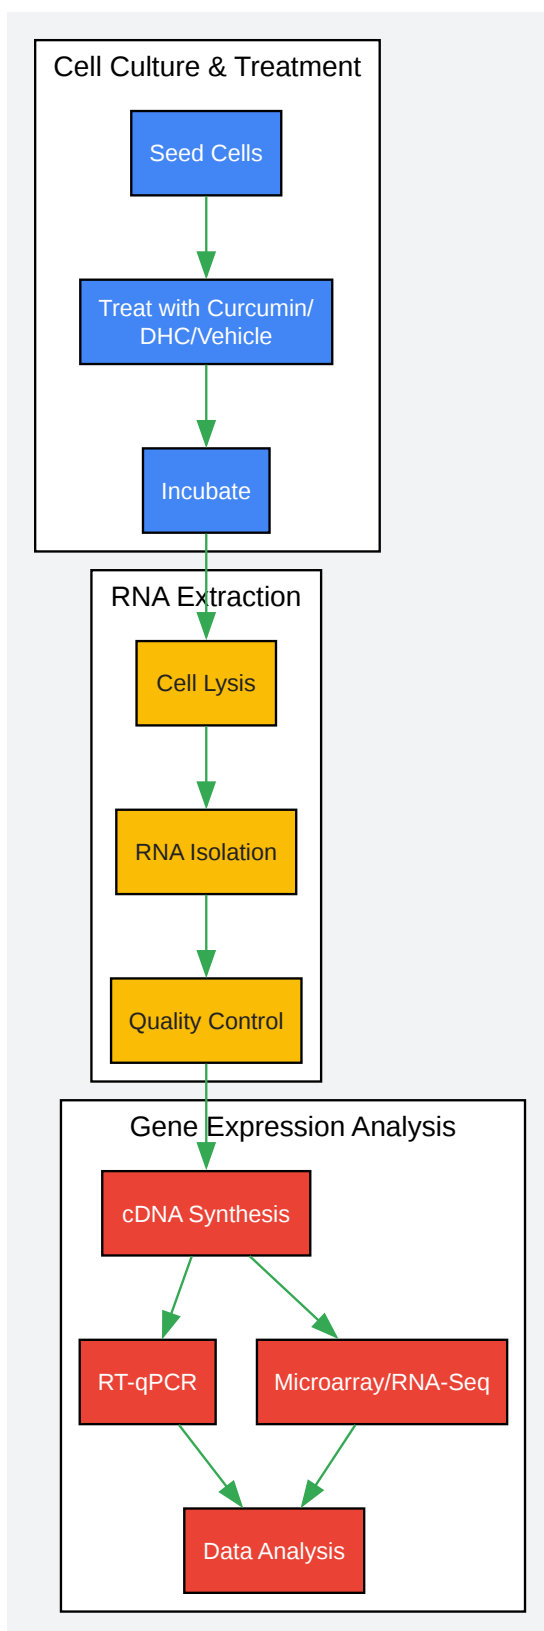 Cell Culture & Treatment
Seed Cells
Treat with Curcumin/
DHC/Vehicle
Incubate
RNA Extraction
Cell Lysis
RNA Isolation
Quality Control
Gene Expression Analysis
cDNA Synthesis
RT-qPCR
Microarray/RNA-Seq
Data Analysis